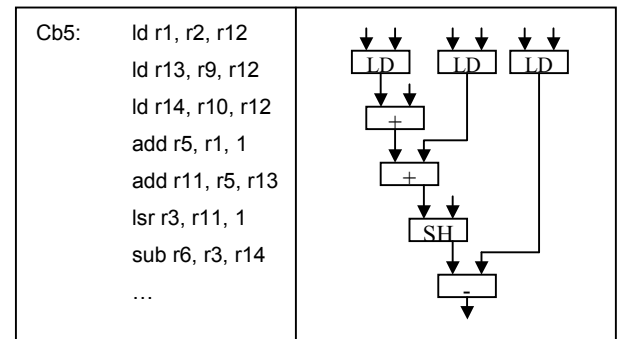 Cb5: ld r1, r2, r12
ld r13, r9, r12
ld r14, r10, r12
add r5, r1, 1
add r11, r5, r13
lsr r3, r11, 1
sub r6, r3, r14
…
LD LD LD
+
+
SH
-